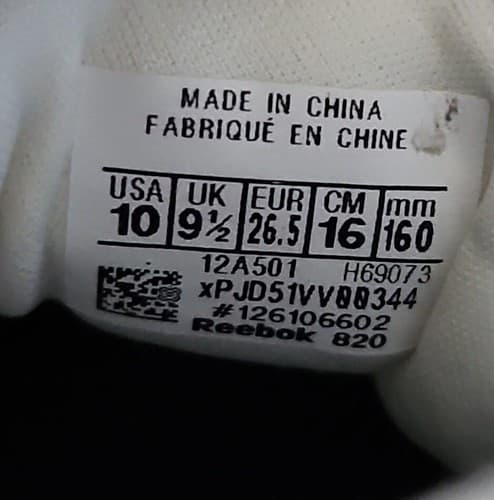 MADE IN CHINA
FABRIQUÉ EN CHINE
USA UK EUR CM mm
10 9½ 26.5 16 160
12A501 H69073
xPJD51VV00344
#126106602
Reebok 820